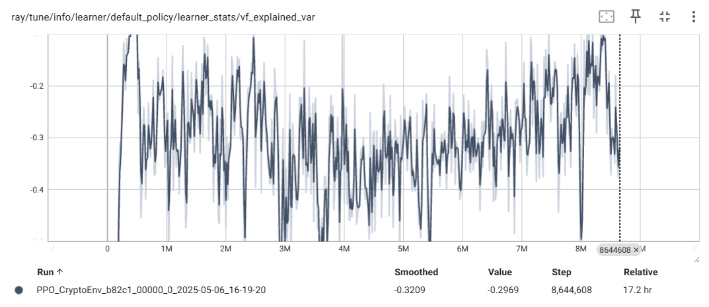 ray/tune/info/learner/default_policy/learner_stats/vf_explained_var
-0.2
-0.3
-0.4
0 1M 2M 3M 4M 5M 6M 7M 8M 8644608 × M
Run ↑ Smoothed Value Step Relative
PPO_CryptoEnv_b82c1_00000_0_2025-05-06_16-19-20 -0.3209 -0.2969 8,644,608 17.2 hr